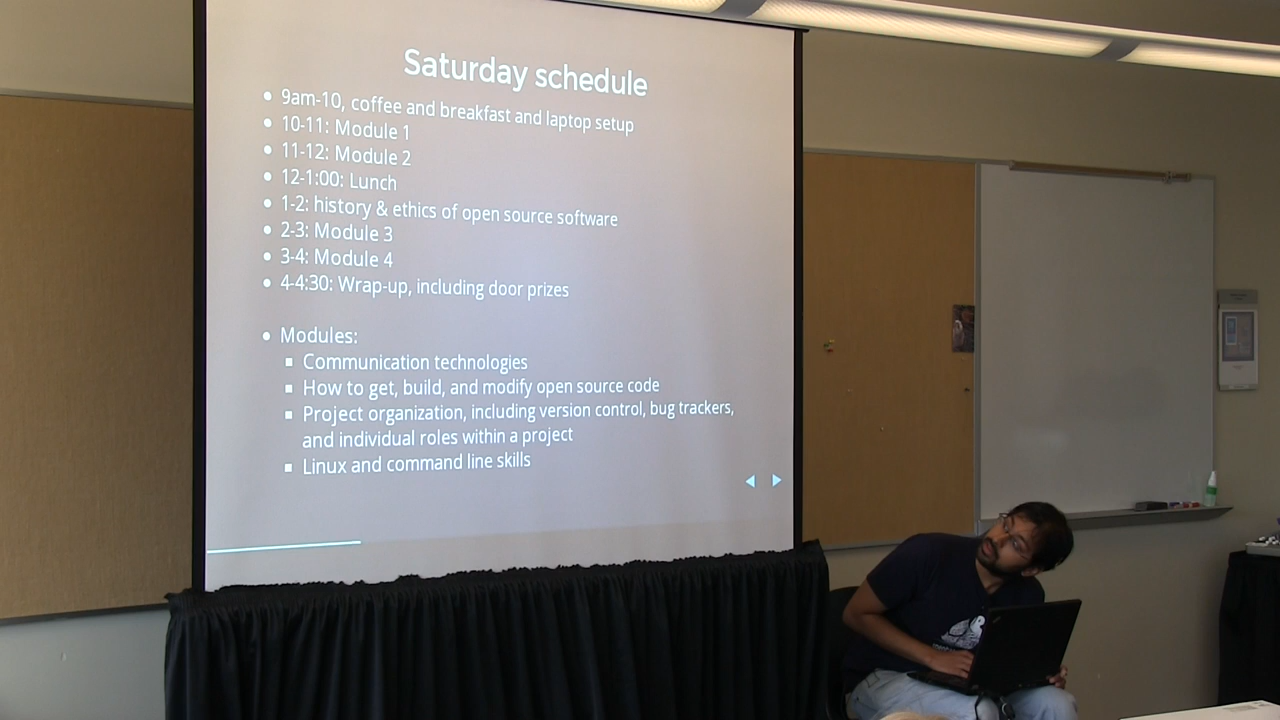 Saturday schedule
• 9am-10, coffee and breakfast and laptop setup
• 10-11: Module 1
• 11-12: Module 2
• 12-1:00: Lunch
• 1-2: history & ethics of open source software
• 2-3: Module 3
• 3-4: Module 4
• 4-4:30: Wrap-up, including door prizes
• Modules:
▪ Communication technologies
▪ How to get, build, and modify open source code
▪ Project organization, including version control, bug trackers,
and individual roles within a project
▪ Linux and command line skills